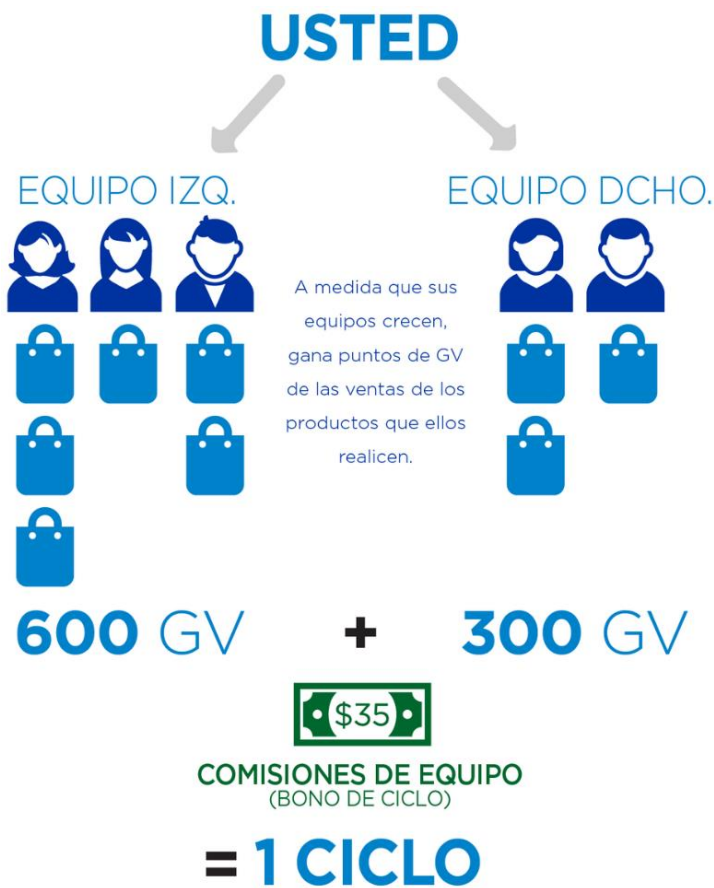 USTED
EQUIPO IZQ.
EQUIPO DCHO.
A medida que sus
equipos crecen,
gana puntos de GV
de las ventas de los
productos que ellos
realicen.
600 GV + 300 GV
$35
COMISIONES DE EQUIPO
(BONO DE CICLO)
= 1 CICLO